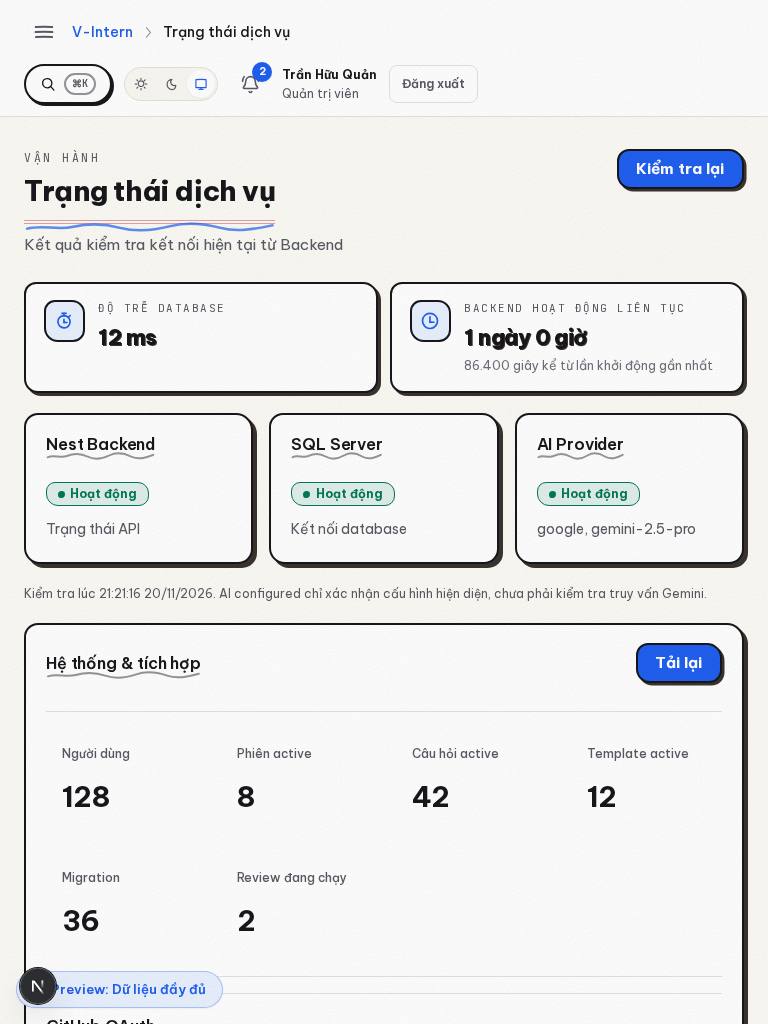 V-Intern
Trạng thái dịch vụ
⌘K
2
Trần Hữu Quản
Quản trị viên
Đăng xuất
VẬN HÀNH
Trạng thái dịch vụ
Kiểm tra lại
Kết quả kiểm tra kết nối hiện tại từ Backend
ĐỘ TRỄ DATABASE
12 ms
BACKEND HOẠT ĐỘNG LIÊN TỤC
1 ngày 0 giờ
86.400 giây kể từ lần khởi động gần nhất
Nest Backend
Hoạt động
Trạng thái API
SQL Server
Hoạt động
Kết nối database
AI Provider
Hoạt động
google, gemini-2.5-pro
Kiểm tra lúc 21:21:16 20/11/2026. AI configured chỉ xác nhận cấu hình hiện diện, chưa phải kiểm tra truy vấn Gemini.
Hệ thống & tích hợp
Tải lại
Người dùng
128
Phiên active
8
Câu hỏi active
42
Template active
12
Migration
36
Review đang chạy
2
N
Preview: Dữ liệu đầy đủ
GitHub OAuth